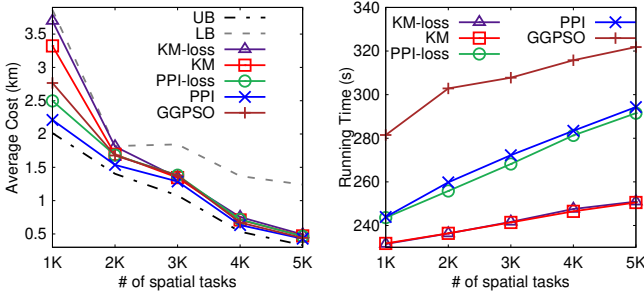 UB
LB
KM-loss
KM
PPI-loss
PPI
GGPSO
4
3.5
3
2.5
2
1.5
1
0.5
1K 2K 3K 4K 5K
# of spatial tasks
Average Cost (km)
KM-loss PPI
KM GGPSO
PPI-loss
340
320
300
280
260
240
1K 2K 3K 4K 5K
# of spatial tasks
Running Time (s)